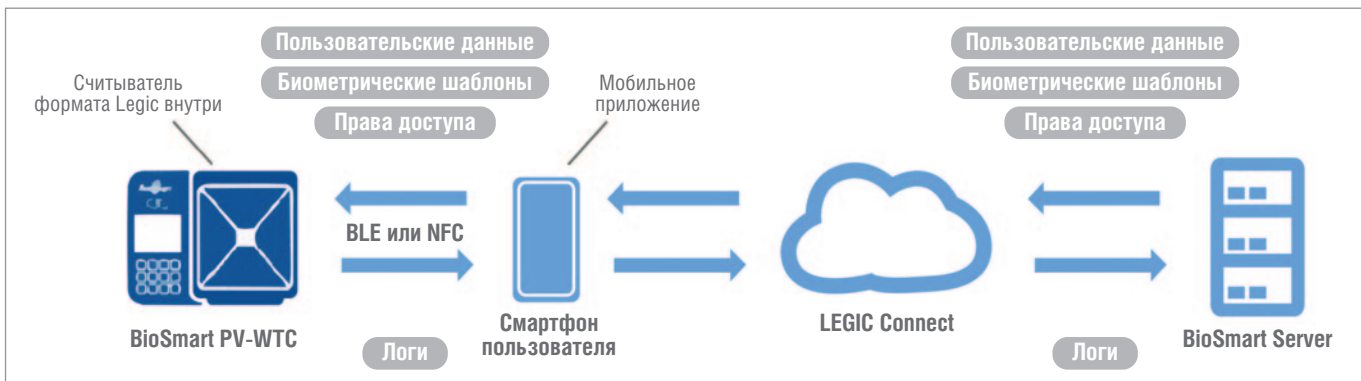 Пользовательские данные
Биометрические шаблоны
Права доступа
Пользовательские данные
Биометрические шаблоны
Права доступа
Считыватель
формата Legic внутри
Мобильное
приложение
BLE или NFC
BioSmart PV-WTC
Смартфон
пользователя
LEGIC Connect
BioSmart Server
Логи
Логи